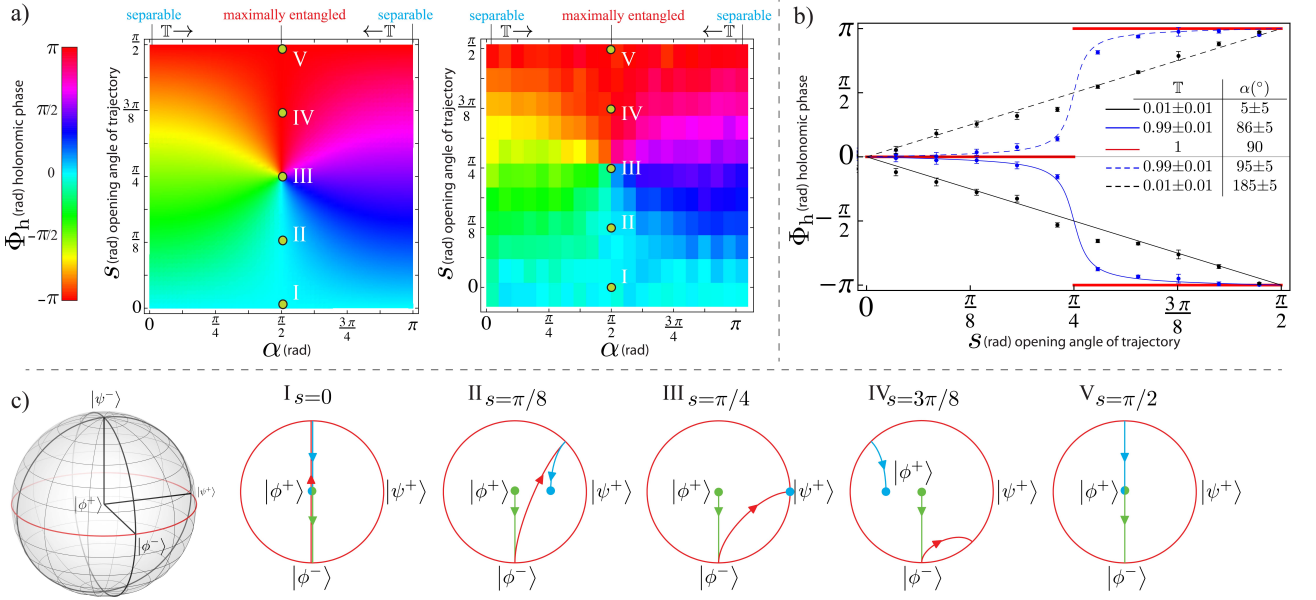 a)
separable maximally entangled separable
𝕋→ ←𝕋
Φh (rad) holonomic phase
π
π/2
0
−π/2
−π
s (rad) opening angle of trajectory
π/2
3π/8
π/4
π/8
0
V
IV
III
II
I
0 π/4 π/2 3π/4 π
α (rad)
separable maximally entangled separable
𝕋→ ←𝕋
s (rad) opening angle of trajectory
π/2
3π/8
π/4
π/8
0
V
IV
III
II
I
0 π/4 π/2 3π/4 π
α (rad)
b)
Φh (rad) holonomic phase
π
π/2
0
−π/2
−π
𝕋 α(°)
0.01±0.01 5±5
0.99±0.01 86±5
1 90
0.99±0.01 95±5
0.01±0.01 185±5
0 π/8 π/4 3π/8 π/2
s (rad) opening angle of trajectory
c)
|ψ⁻⟩
|ϕ⁺⟩
|ψ⁺⟩
|ϕ⁻⟩
I s=0
|ϕ⁺⟩ |ψ⁺⟩
|ϕ⁻⟩
II s=π/8
|ϕ⁺⟩ |ψ⁺⟩
|ϕ⁻⟩
III s=π/4
|ϕ⁺⟩ |ψ⁺⟩
|ϕ⁻⟩
IV s=3π/8
|ϕ⁺⟩ |ψ⁺⟩
|ϕ⁻⟩
V s=π/2
|ϕ⁺⟩ |ψ⁺⟩
|ϕ⁻⟩